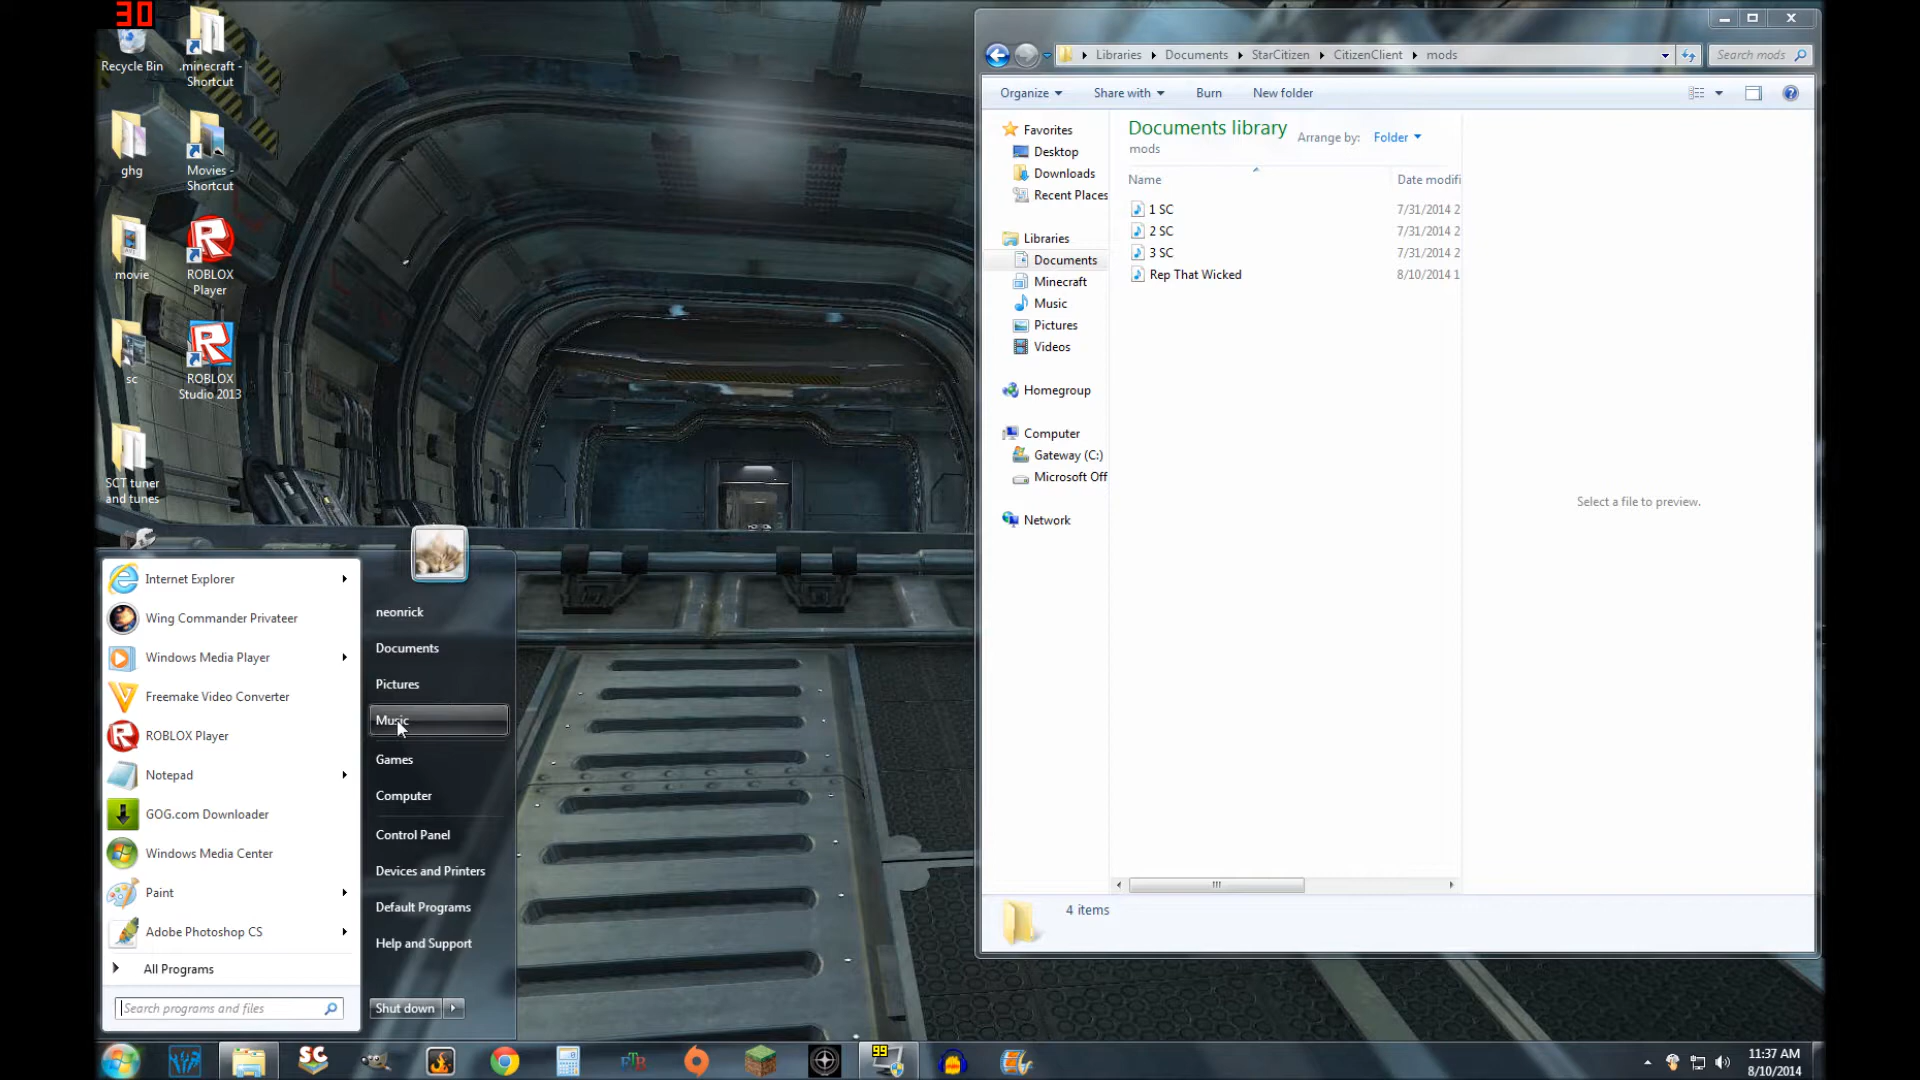 30
Recycle Bin
.minecraft -
Shortcut
ghg
Movies -
Shortcut
movie
ROBLOX
Player
sc
ROBLOX
Studio 2013
SCT tuner
and tunes
Internet Explorer
Wing Commander Privateer
Windows Media Player
Freemake Video Converter
ROBLOX Player
Notepad
GOG.com Downloader
Windows Media Center
Paint
Adobe Photoshop CS
All Programs
Search programs and files
neonrick
Documents
Pictures
Music
Games
Computer
Control Panel
Devices and Printers
Default Programs
Help and Support
Shut down
Libraries
Documents
StarCitizen
CitizenClient
mods
Search mods
Organize
Share with
Burn
New folder
Favorites
Desktop
Downloads
Recent Places
Libraries
Documents
Minecraft
Music
Pictures
Videos
Homegroup
Computer
Gateway (C:)
Microsoft Off
Network
Documents library
mods
Arrange by: Folder
Name Date modifi
1 SC 7/31/2014 2
2 SC 7/31/2014 2
3 SC 7/31/2014 2
Rep That Wicked 8/10/2014 1
Select a file to preview.
4 items
SC
FTB
99
11:37 AM
8/10/2014